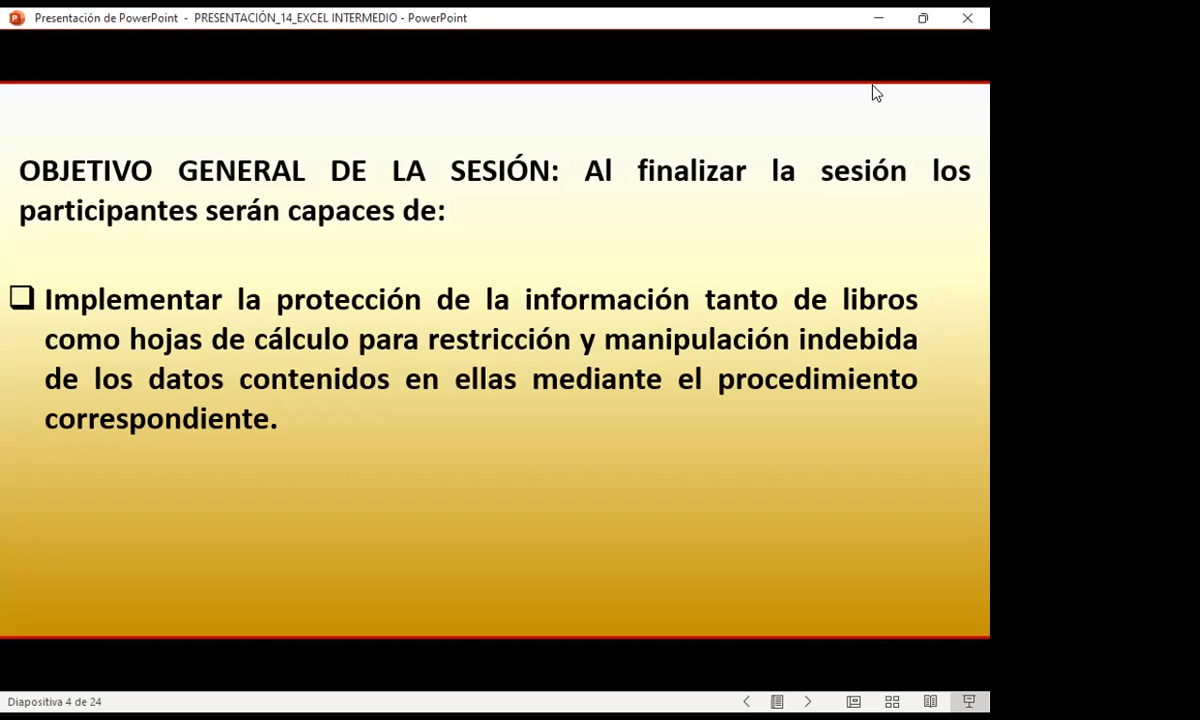 Presentación de PowerPoint - PRESENTACIÓN_14_EXCEL INTERMEDIO - PowerPoint
OBJETIVO GENERAL DE LA SESIÓN: Al finalizar la sesión los
participantes serán capaces de:
Implementar la protección de la información tanto de libros
como hojas de cálculo para restricción y manipulación indebida
de los datos contenidos en ellas mediante el procedimiento
correspondiente.
Diapositiva 4 de 24